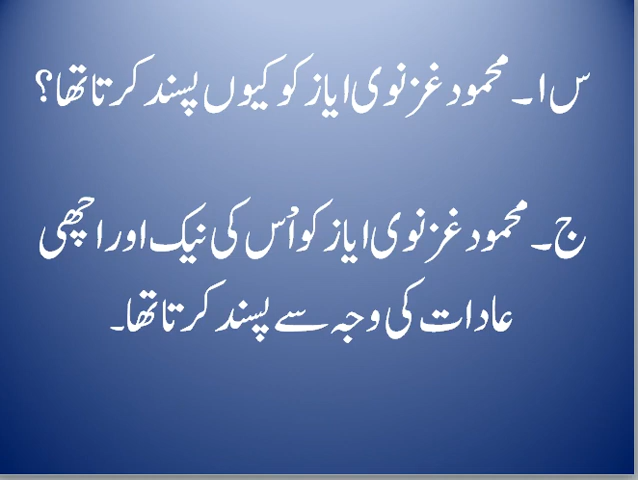 س ا۔ محمود غزنوی ایاز کو کیوں پسند کرتا تھا؟
ج۔ محمود غزنوی ایاز کو اُس کی نیک اور اچھی
عادات کی وجہ سے پسند کرتا تھا۔